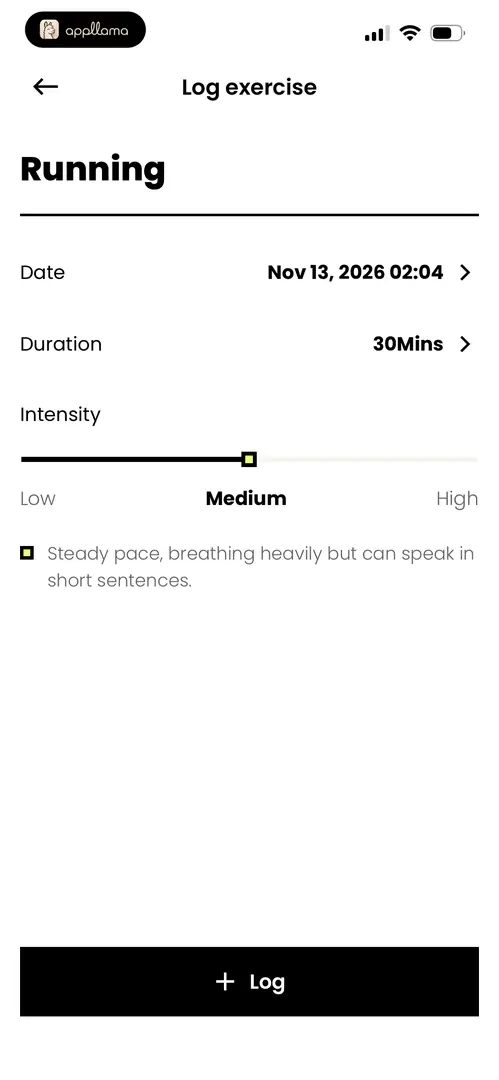 appllama
Log exercise
Running
Date
Nov 13, 2026 02:04
Duration
30Mins
Intensity
Low
Medium
High
Steady pace, breathing heavily but can speak in
short sentences.
+ Log